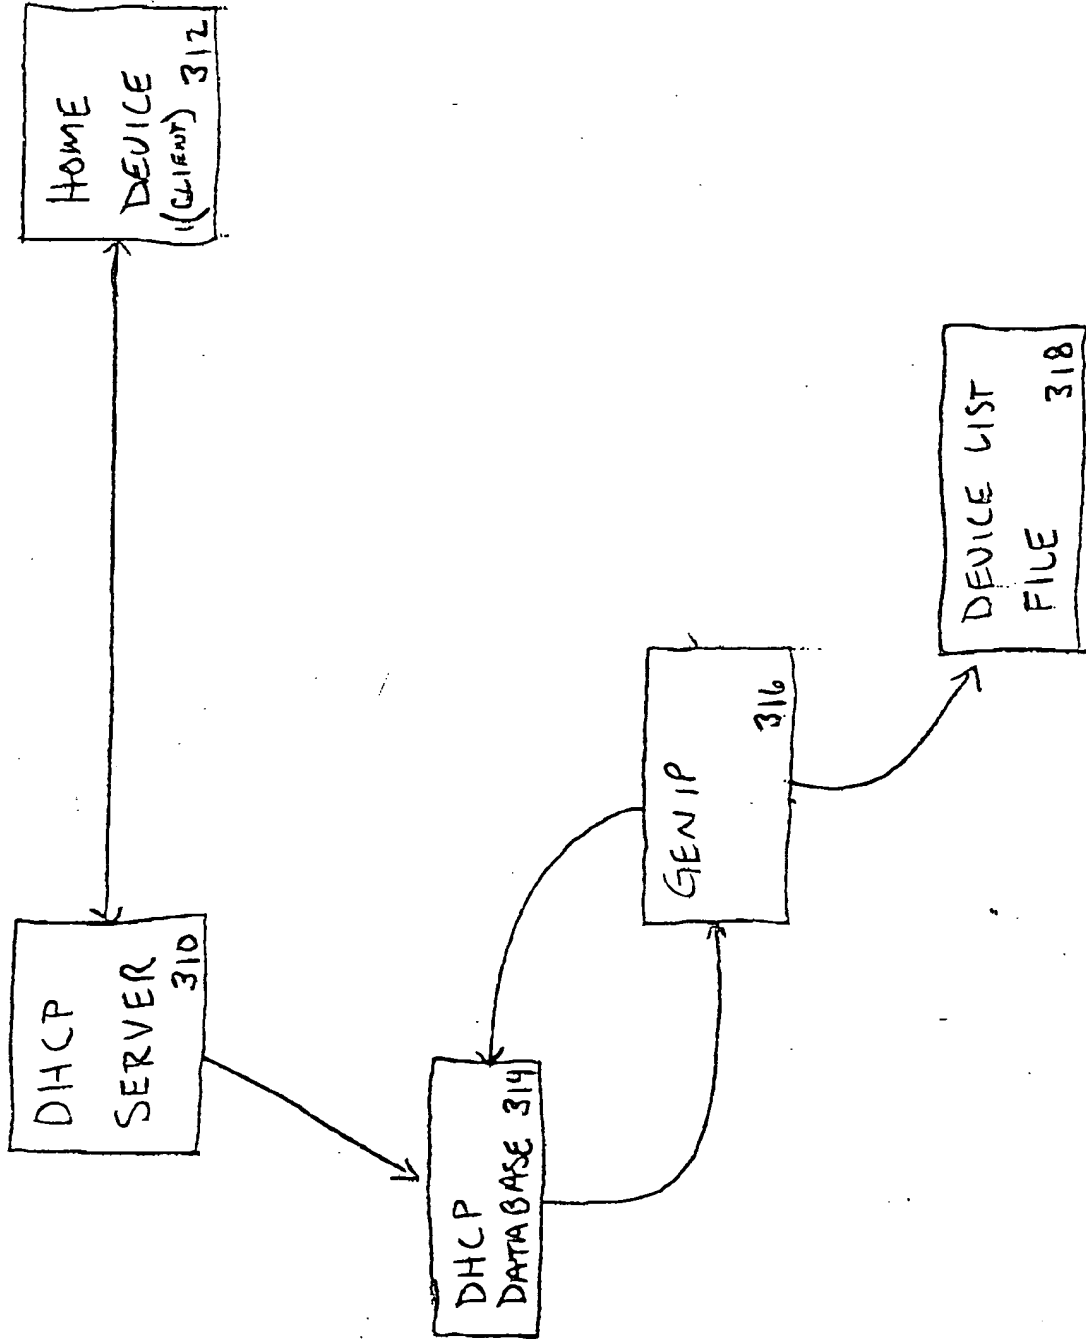 DHCP
SERVER
310
HOME
DEVICE
(CLIENT) 312
DHCP
DATABASE 314
GENIP
316
DEVICE LIST
FILE 318